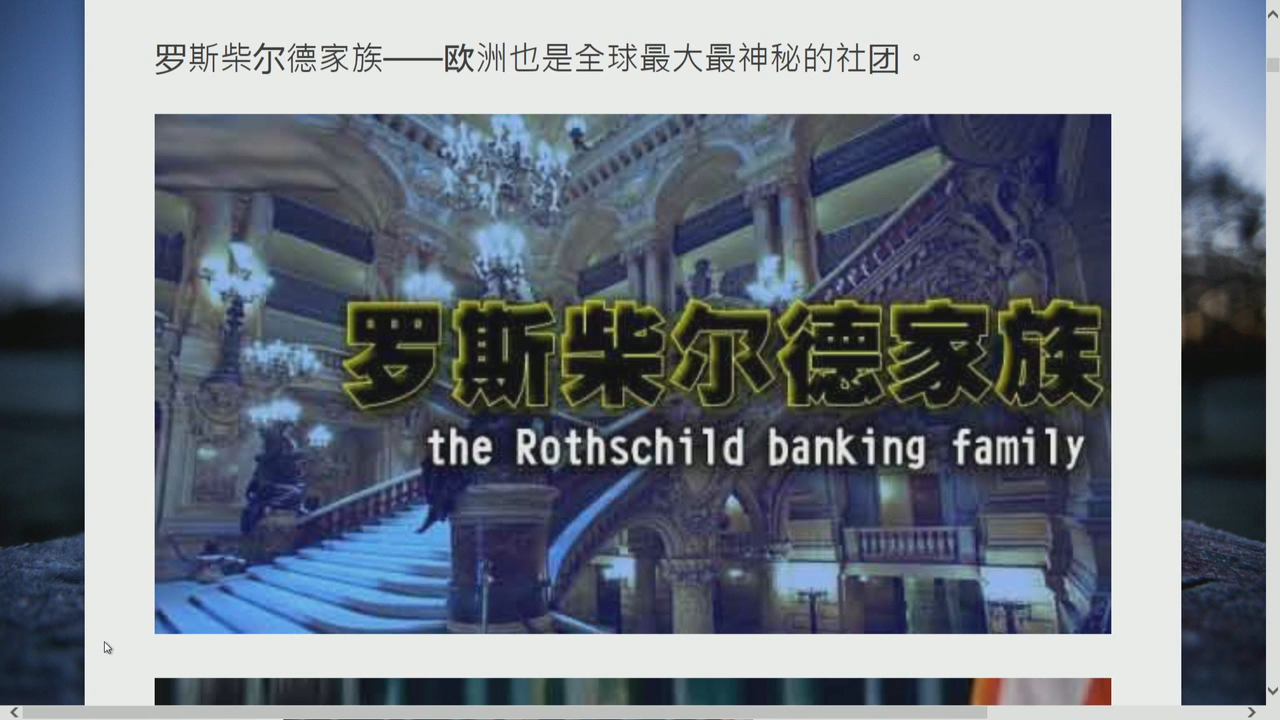 罗斯柴尔德家族——欧洲也是全球最大最神秘的社团。
罗斯柴尔德家族
the Rothschild banking family